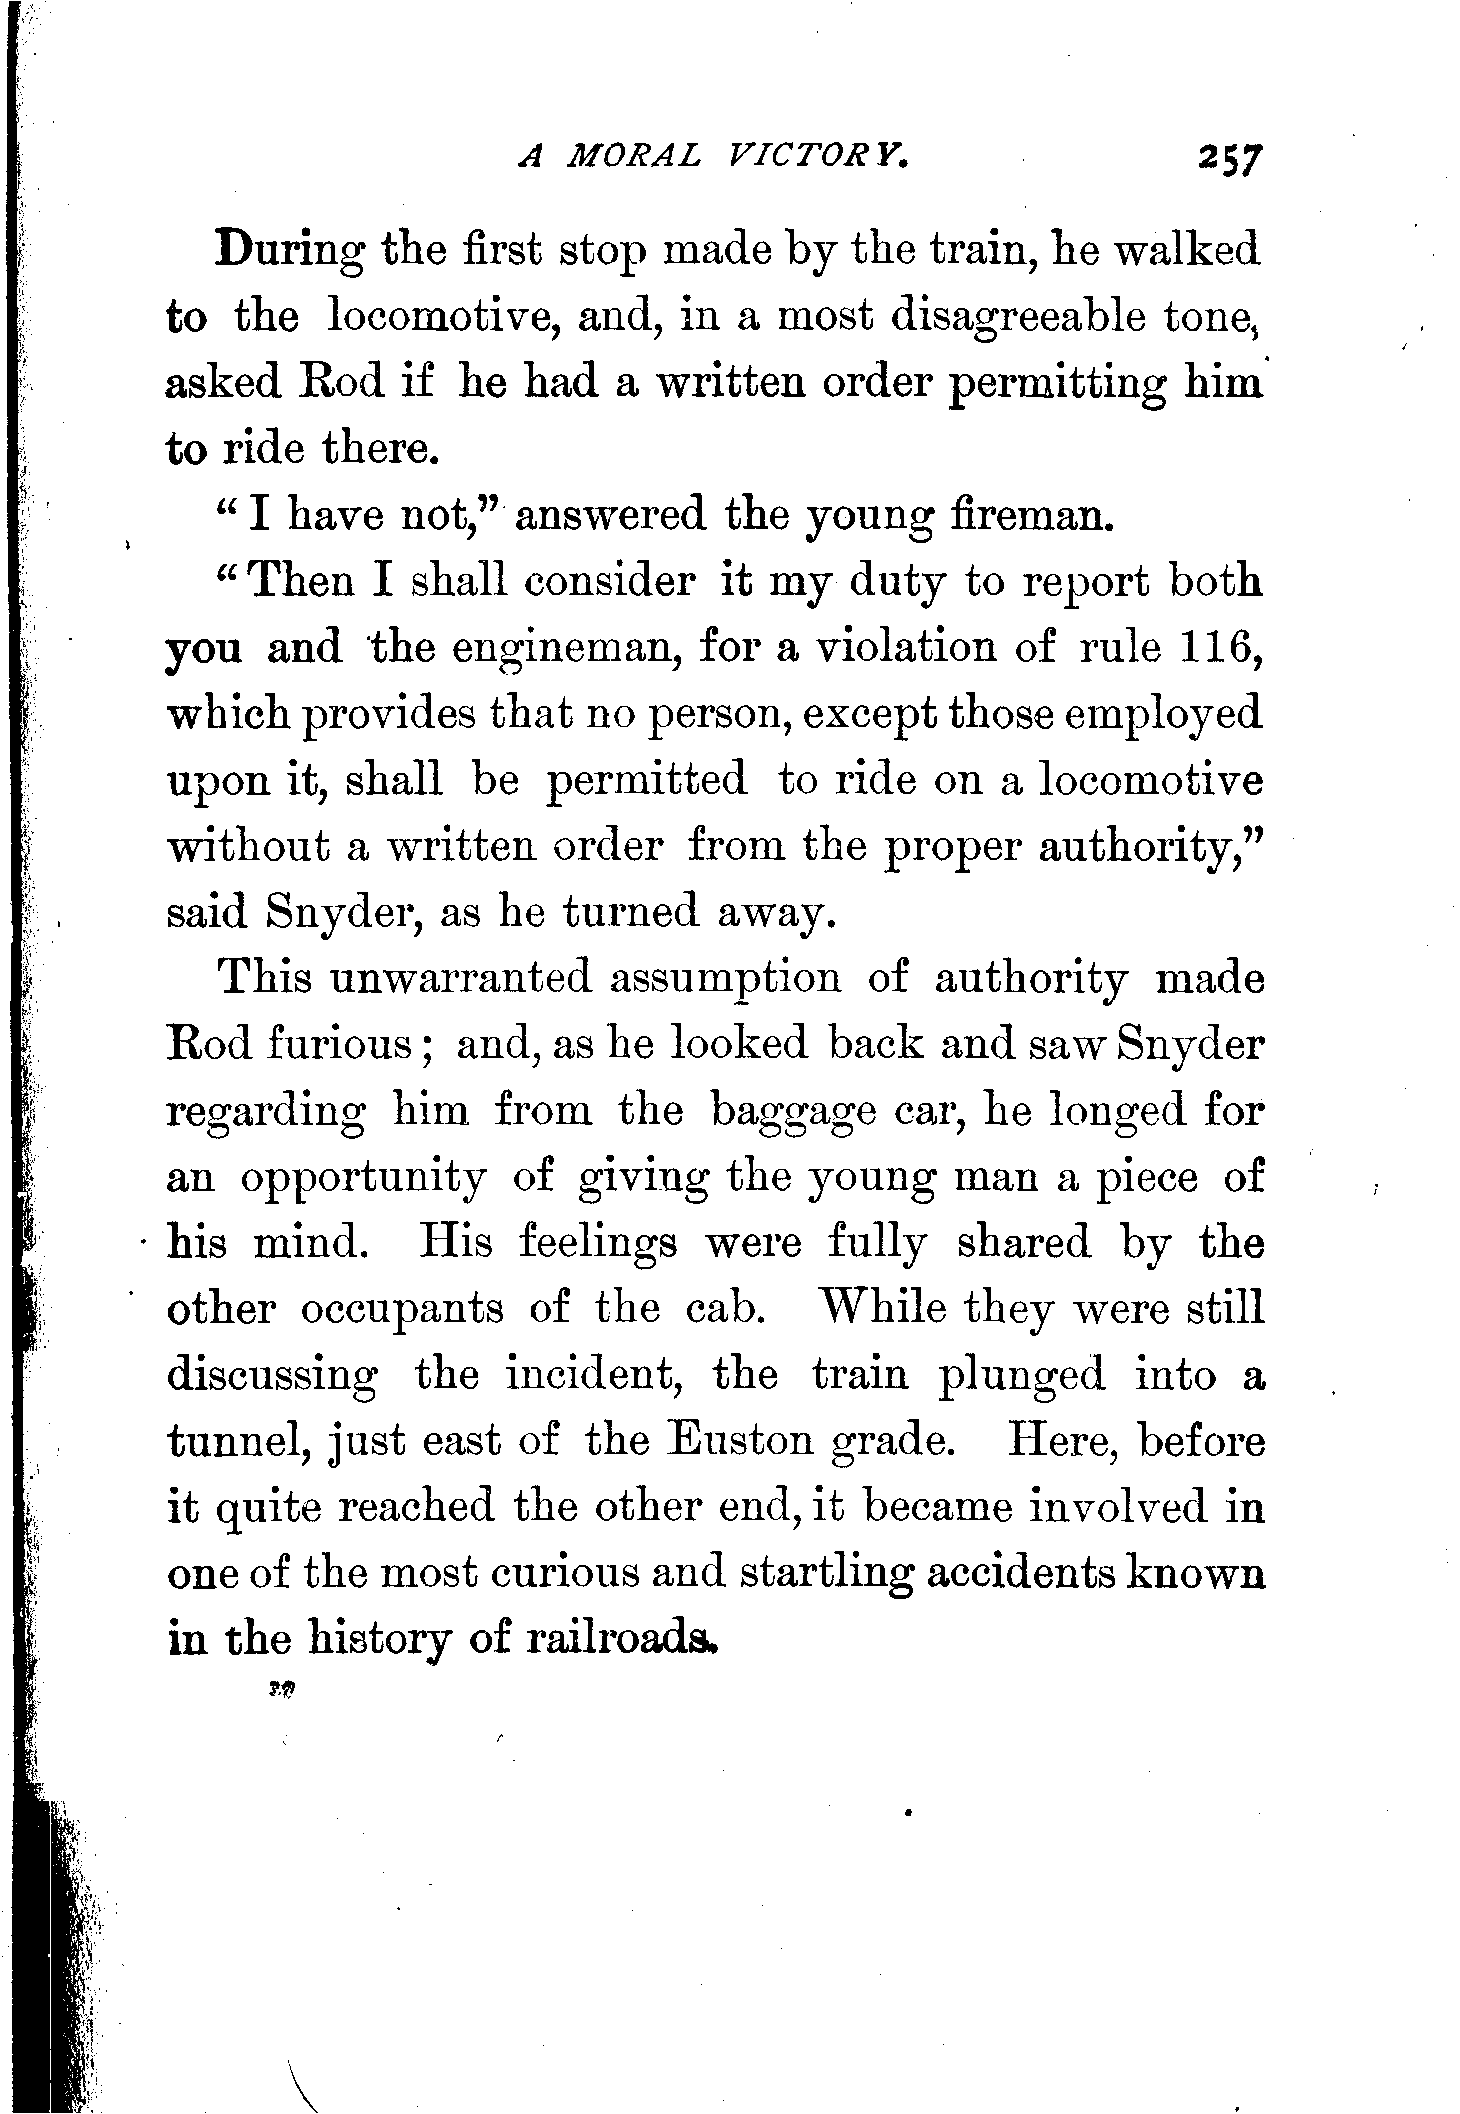 A MORAL VICTORY. 257
During the first stop made by the train, he walked
to the locomotive, and, in a most disagreeable tone,
asked Rod if he had a written order permitting him
to ride there.
“ I have not,” answered the young fireman.
“ Then I shall consider it my duty to report both
you and the engineman, for a violation of rule 116,
which provides that no person, except those employed
upon it, shall be permitted to ride on a locomotive
without a written order from the proper authority,”
said Snyder, as he turned away.
This unwarranted assumption of authority made
Rod furious ; and, as he looked back and saw Snyder
regarding him from the baggage car, he longed for
an opportunity of giving the young man a piece of
his mind. His feelings were fully shared by the
other occupants of the cab. While they were still
discussing the incident, the train plunged into a
tunnel, just east of the Euston grade. Here, before
it quite reached the other end, it became involved in
one of the most curious and startling accidents known
in the history of railroads.